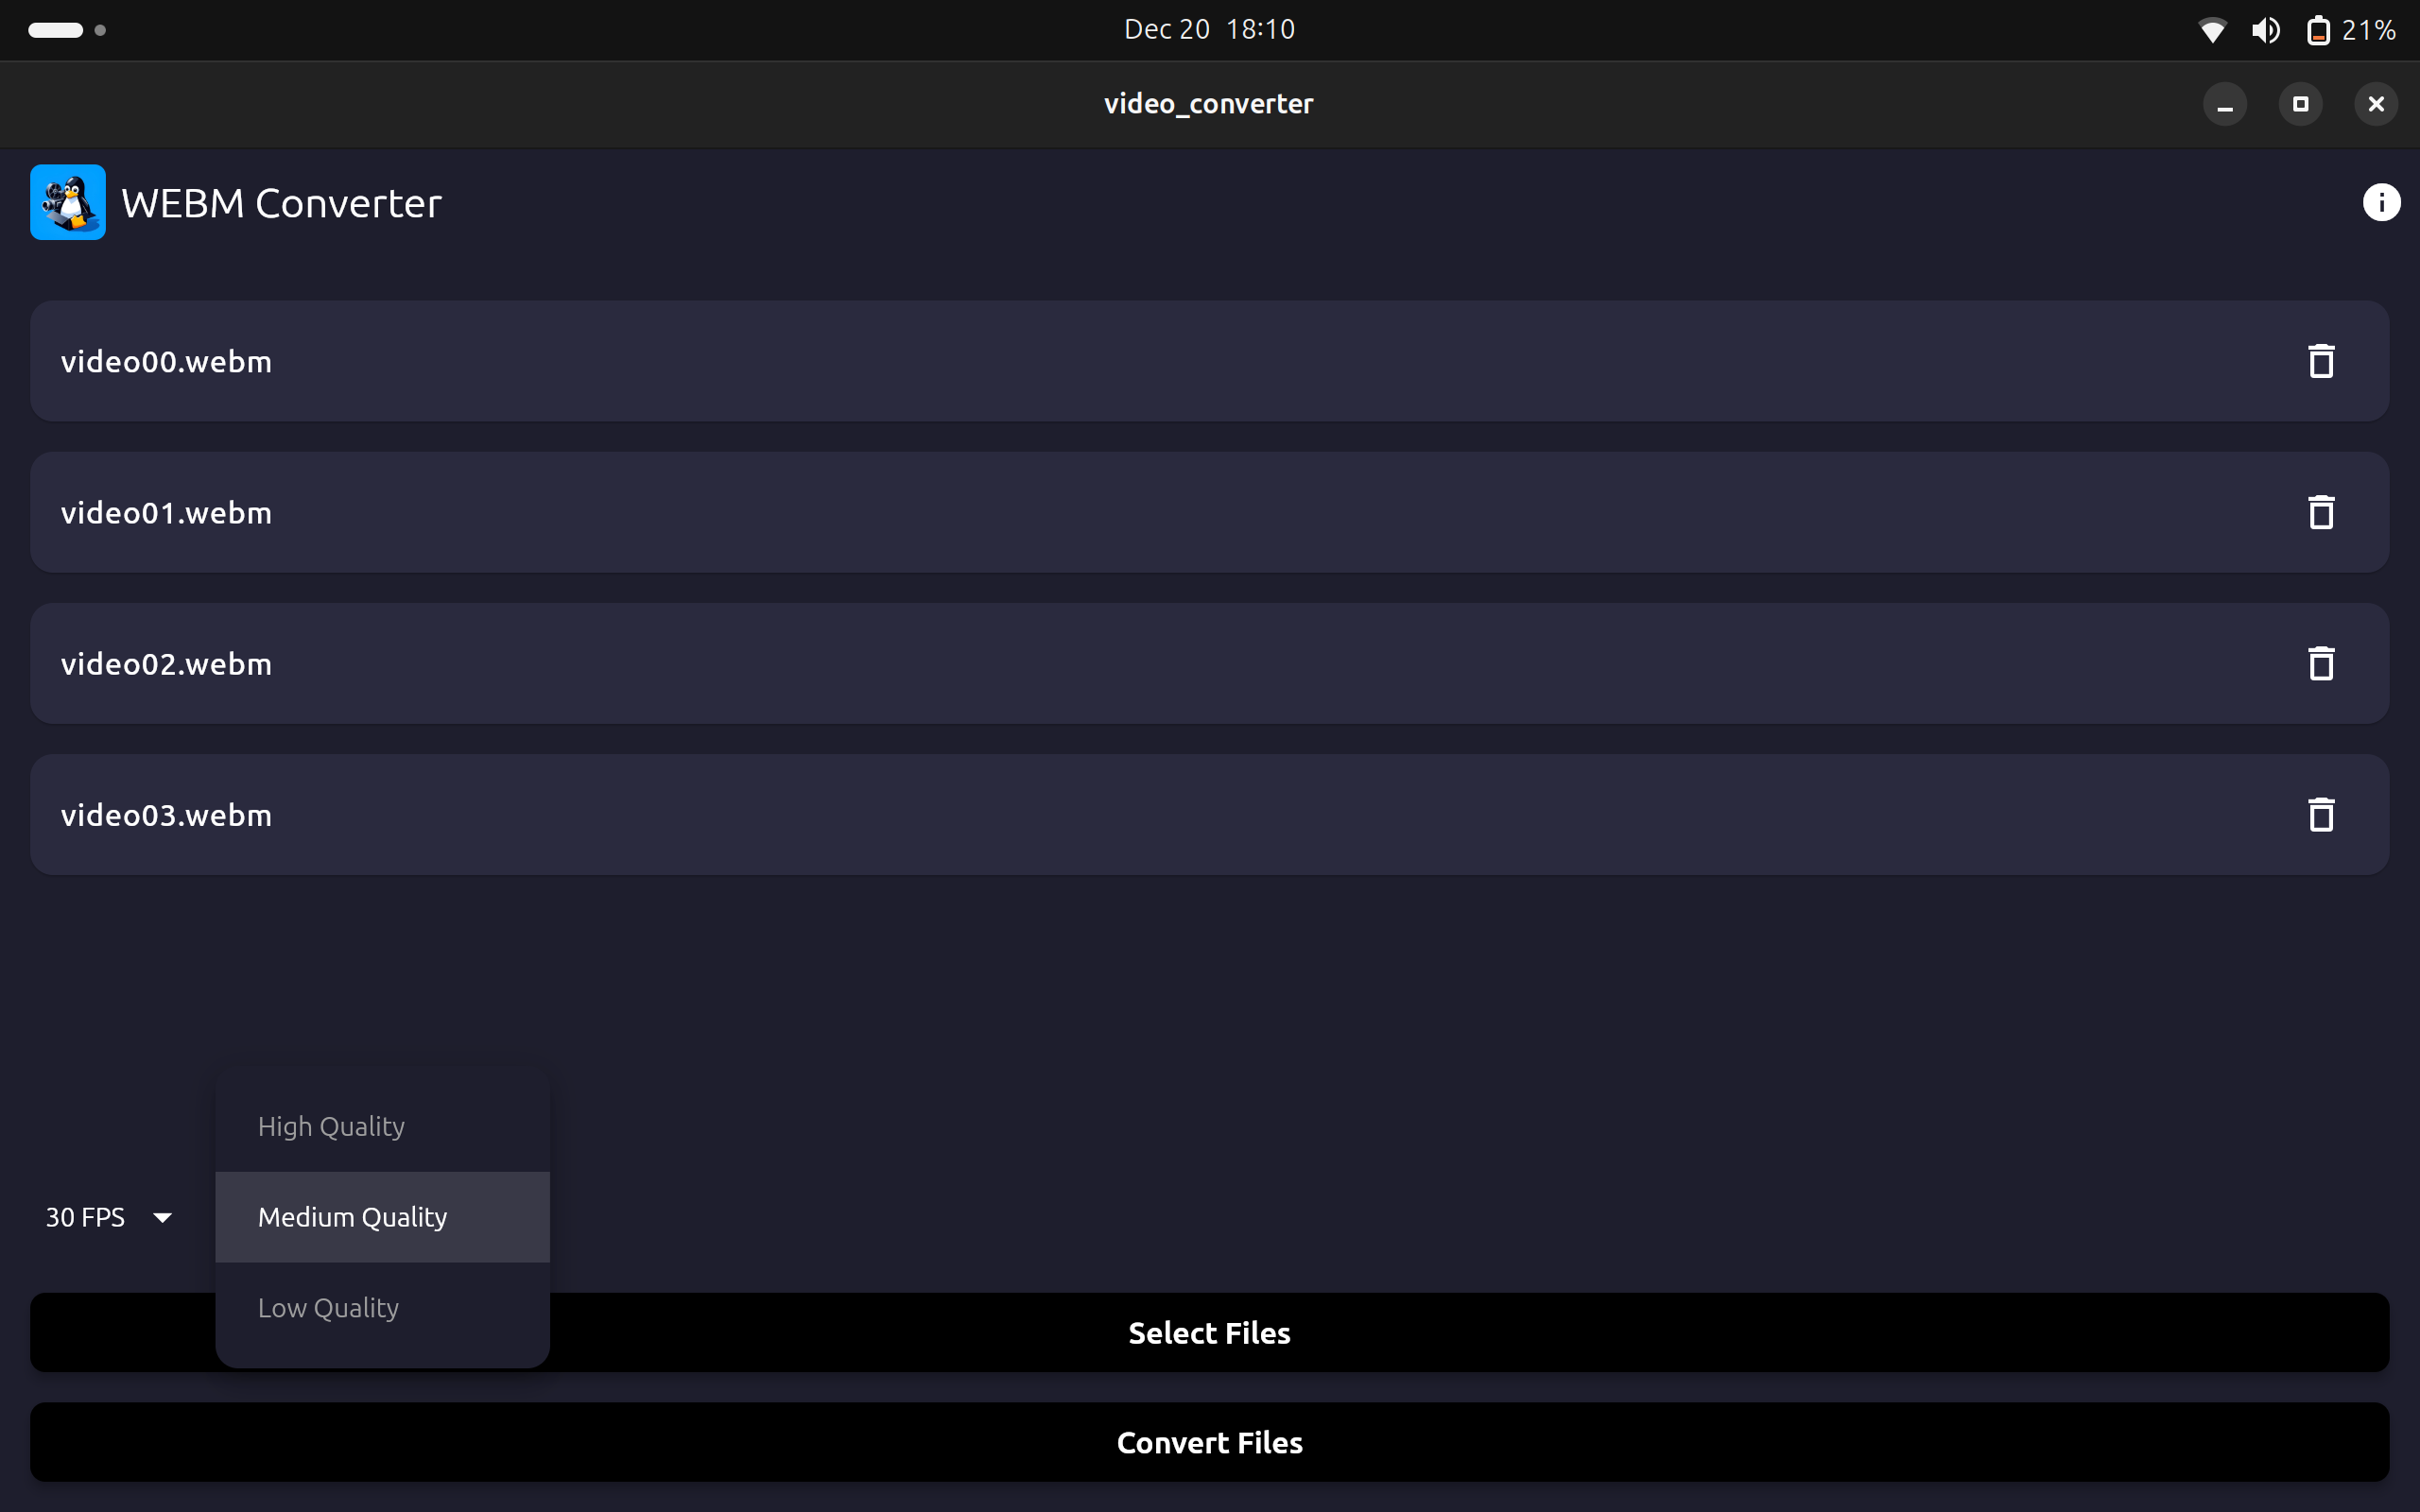 Dec 20 18:10
21%
video_converter
WEBM Converter
video00.webm
video01.webm
video02.webm
video03.webm
High Quality
30 FPS
Medium Quality
Low Quality
Select Files
Convert Files